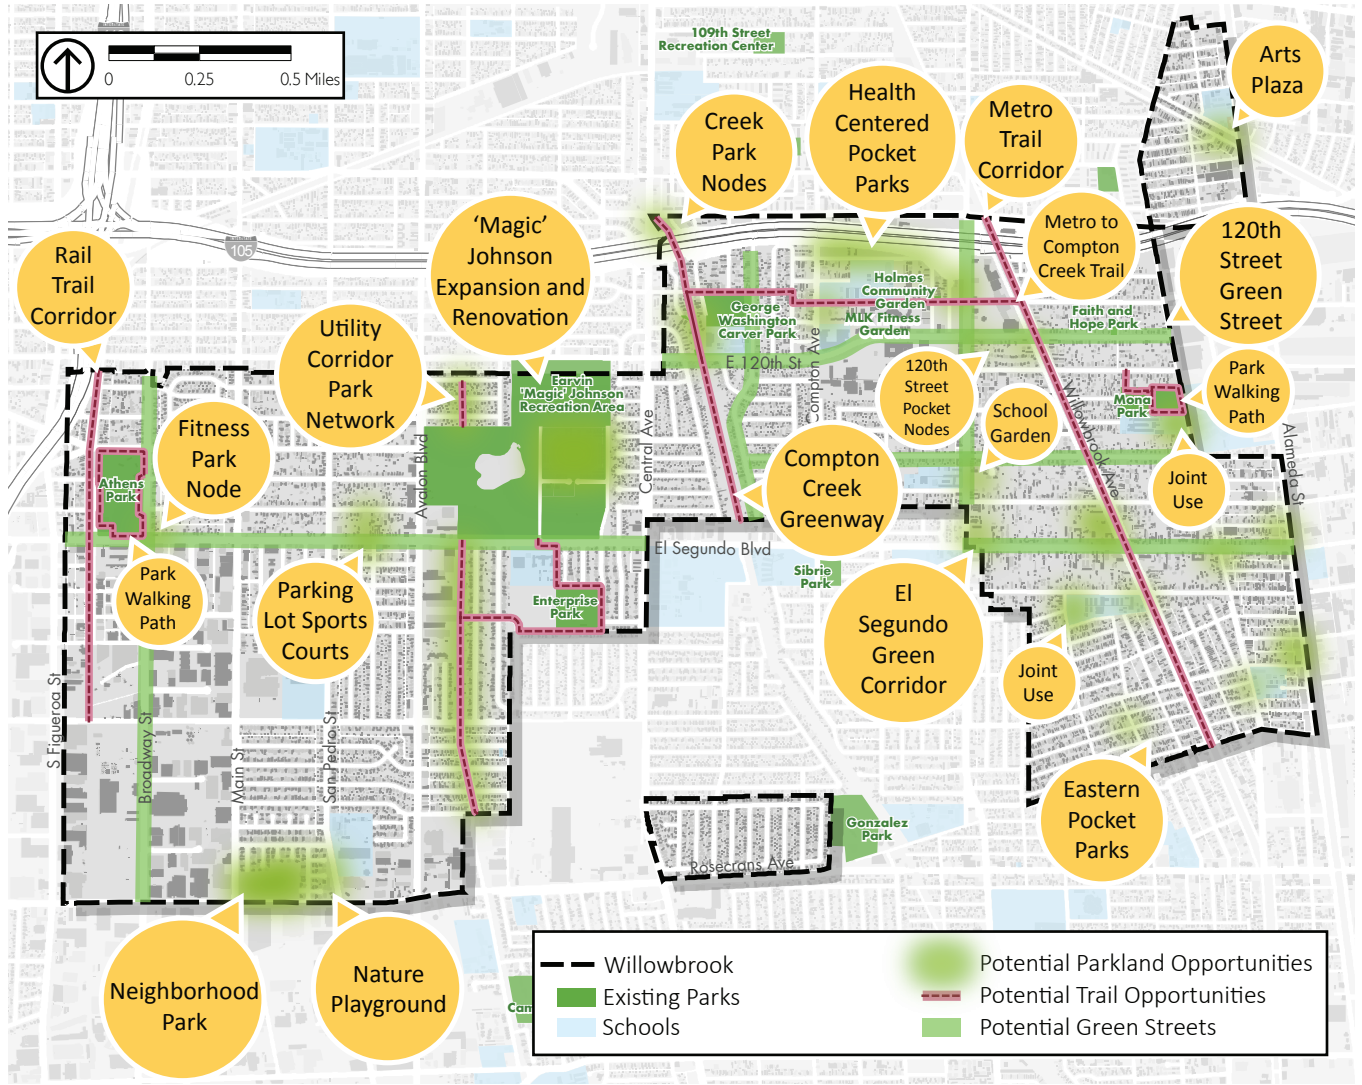 109th Street
Recreation Center
0
0.25
0.5 Miles
Arts
Plaza
Health
Centered
Pocket
Parks
Creek
Park
Nodes
Metro
Trail
Corridor
105
'Magic'
Johnson
Expansion and
Renovation
Metro to
Compton
Creek Trail
120th
Street
Green
Street
Rail
Trail
Corridor
Utility
Corridor
Park
Network
Holmes
Community
Garden
MLK Fitness
Garden
George
Washington
Carver Park
Faith and
Hope Park
E 120th St
Compton Ave
120th
Street
Pocket
Nodes
School
Garden
Park
Walking
Path
Mona
Park
Willowbrook Ave
Alameda St
Earvin
'Magic' Johnson
Recreation Area
Central Ave
Avalon Blvd
Fitness
Park
Node
Athens
Park
Compton
Creek
Greenway
Joint
Use
El Segundo Blvd
Sibrie
Park
Park
Walking
Path
Parking
Lot Sports
Courts
Enterprise
Park
El
Segundo
Green
Corridor
Joint
Use
S Figueroa St
Broadway St
Main St
San Pedro St
Eastern
Pocket
Parks
Gonzalez
Park
Rosecrans Ave
Neighborhood
Park
Nature
Playground
Cam
Willowbrook
Existing Parks
Schools
Potential Parkland Opportunities
Potential Trail Opportunities
Potential Green Streets